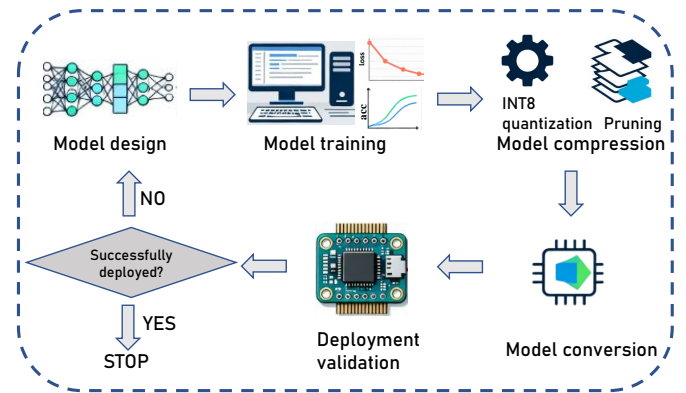 Loss
acc
INT8
quantization
Pruning
Model design
Model training
Model compression
NO
Successfully
deployed?
YES
STOP
Deployment
validation
Model conversion